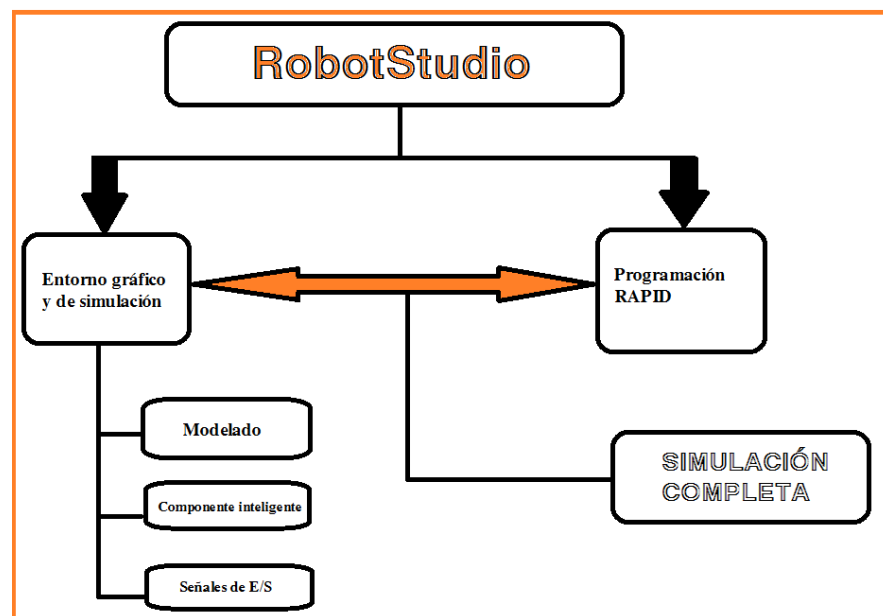 RobotStudio
Entorno gráfico
y de simulación
Programación
RAPID
Modelado
Componente inteligente
Señales de E/S
SIMULACIÓN
COMPLETA